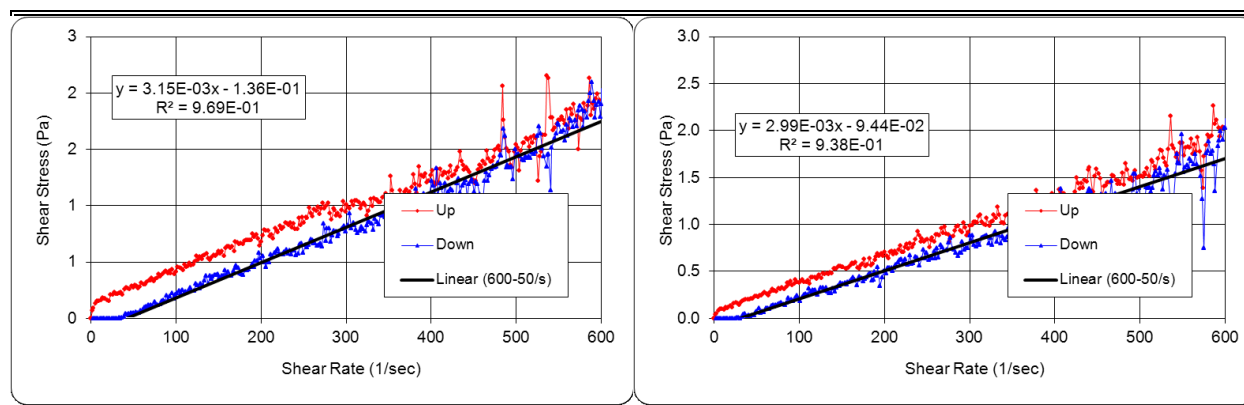 3
2
2
1
1
0
Shear Stress (Pa)
y = 3.15E-03x - 1.36E-01
R² = 9.69E-01
Up
Down
Linear (600-50/s)
0 100 200 300 400 500 600
Shear Rate (1/sec)
3.0
2.5
2.0
1.5
1.0
0.5
0.0
Shear Stress (Pa)
y = 2.99E-03x - 9.44E-02
R² = 9.38E-01
Up
Down
Linear (600-50/s)
0 100 200 300 400 500 600
Shear Rate (1/sec)